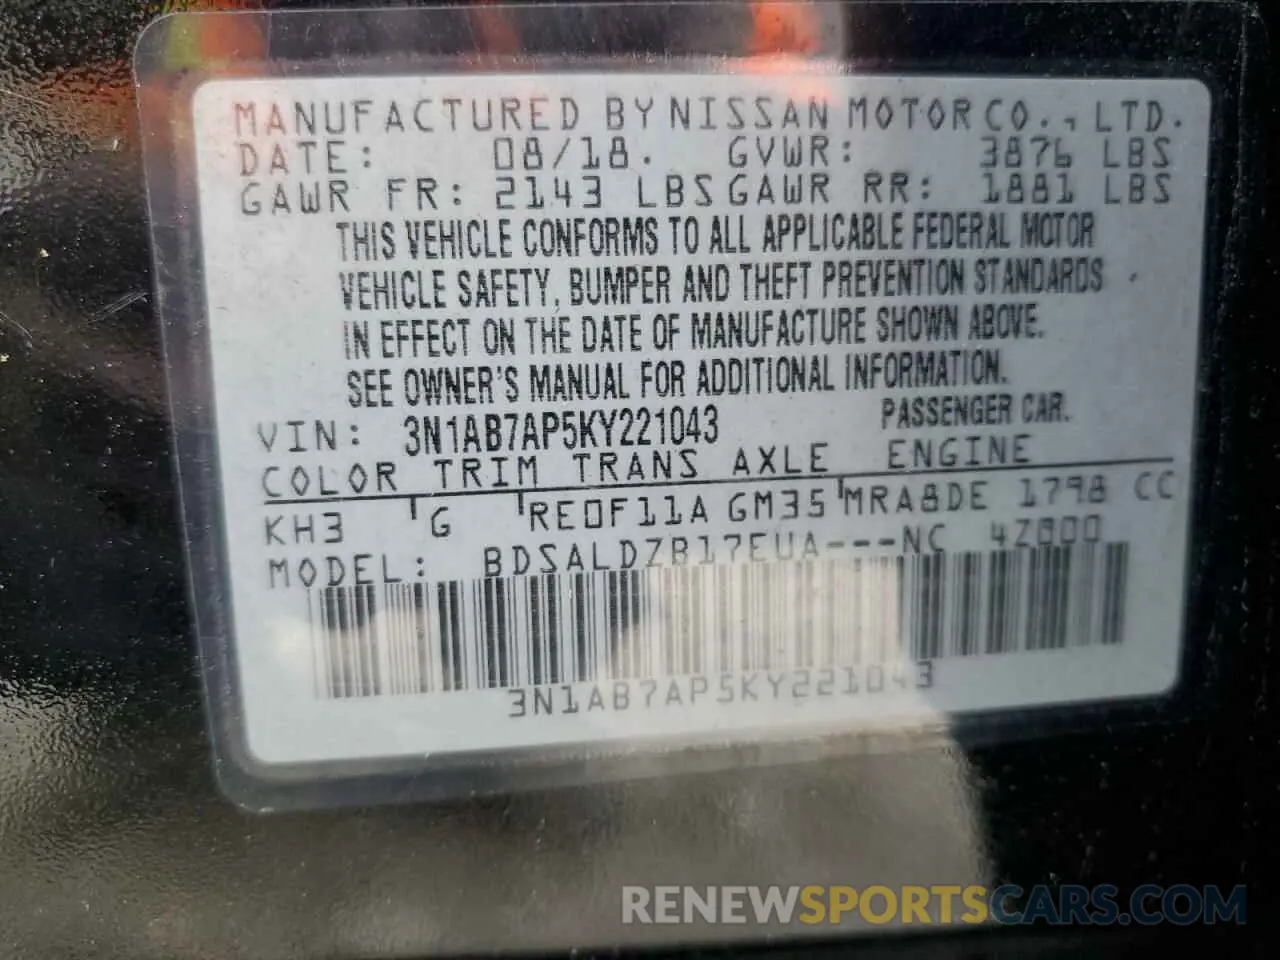 MANUFACTURED BY NISSAN MOTOR CO., LTD.
DATE: 08/18. GVWR: 3876 LBS
GAWR FR: 2143 LBS GAWR RR: 1881 LBS
THIS VEHICLE CONFORMS TO ALL APPLICABLE FEDERAL MOTOR
VEHICLE SAFETY, BUMPER AND THEFT PREVENTION STANDARDS
IN EFFECT ON THE DATE OF MANUFACTURE SHOWN ABOVE.
SEE OWNER'S MANUAL FOR ADDITIONAL INFORMATION.
VIN: 3N1AB7AP5KY221043 PASSENGER CAR.
COLOR TRIM TRANS AXLE ENGINE
KH3 G RE0F11A GM35 MRA8DE 1798 CC
MODEL: BDSALDZB17EUA---NC 4Z800
3N1AB7AP5KY221043
RENEWSPORTSCARS.COM